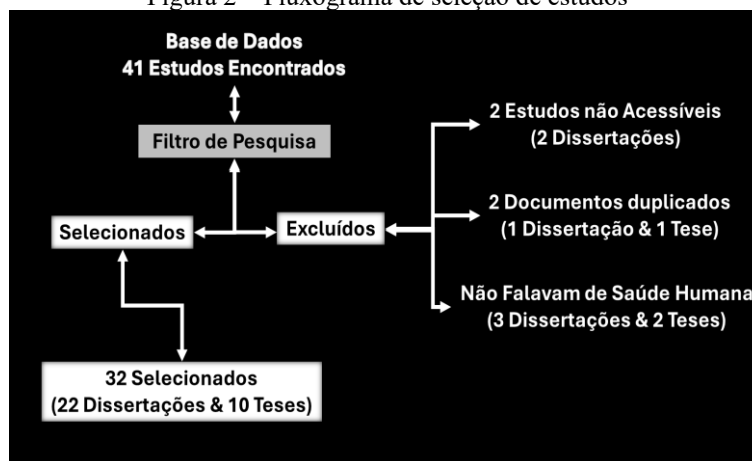 Figura 2 – Fluxograma de seleção de estudos
Base de Dados
41 Estudos Encontrados
Filtro de Pesquisa
Selecionados
Excluídos
2 Estudos não Acessíveis
(2 Dissertações)
2 Documentos duplicados
(1 Dissertação & 1 Tese)
Não Falavam de Saúde Humana
(3 Dissertações & 2 Teses)
32 Selecionados
(22 Dissertações & 10 Teses)